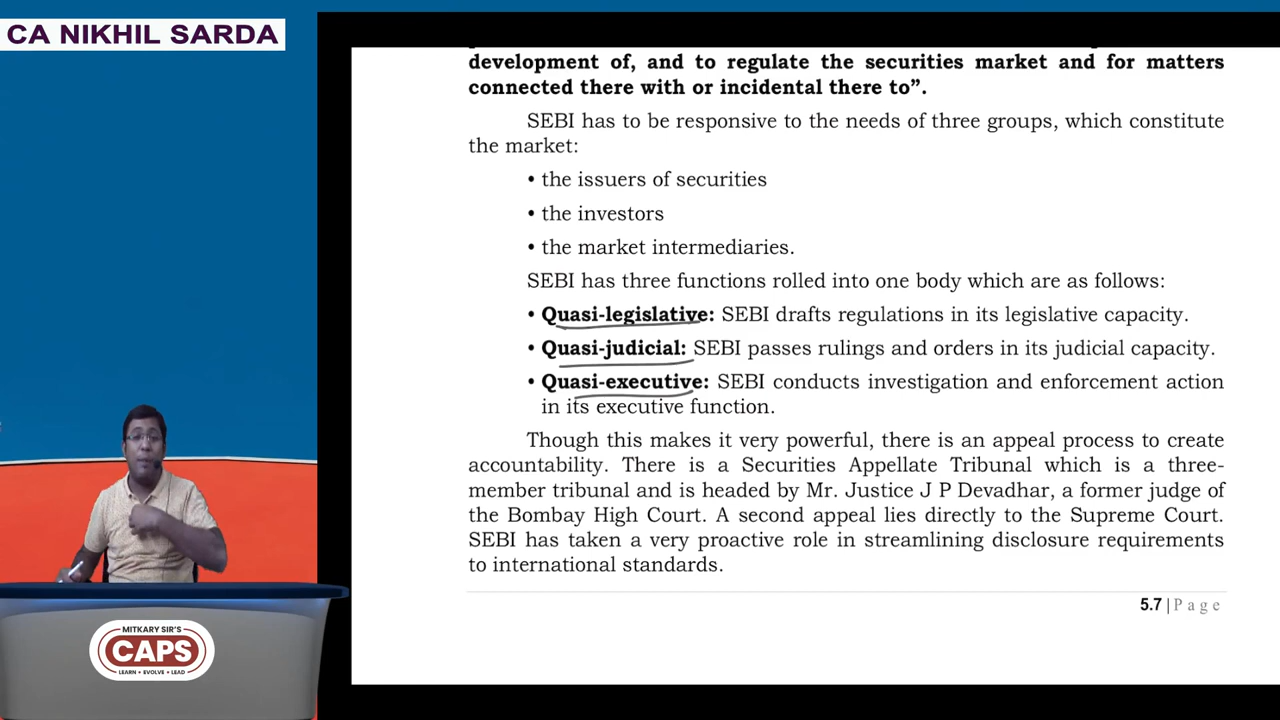 CA NIKHIL SARDA
development of, and to regulate the securities market and for matters
connected there with or incidental there to”.
SEBI has to be responsive to the needs of three groups, which constitute
the market:
• the issuers of securities
• the investors
• the market intermediaries.
SEBI has three functions rolled into one body which are as follows:
• Quasi-legislative: SEBI drafts regulations in its legislative capacity.
• Quasi-judicial: SEBI passes rulings and orders in its judicial capacity.
• Quasi-executive: SEBI conducts investigation and enforcement action
in its executive function.
Though this makes it very powerful, there is an appeal process to create
accountability. There is a Securities Appellate Tribunal which is a three-
member tribunal and is headed by Mr. Justice J P Devadhar, a former judge of
the Bombay High Court. A second appeal lies directly to the Supreme Court.
SEBI has taken a very proactive role in streamlining disclosure requirements
to international standards.
5.7 | Page
MITKARY SIR'S
CAPS
LEARN • EVOLVE • LEAD